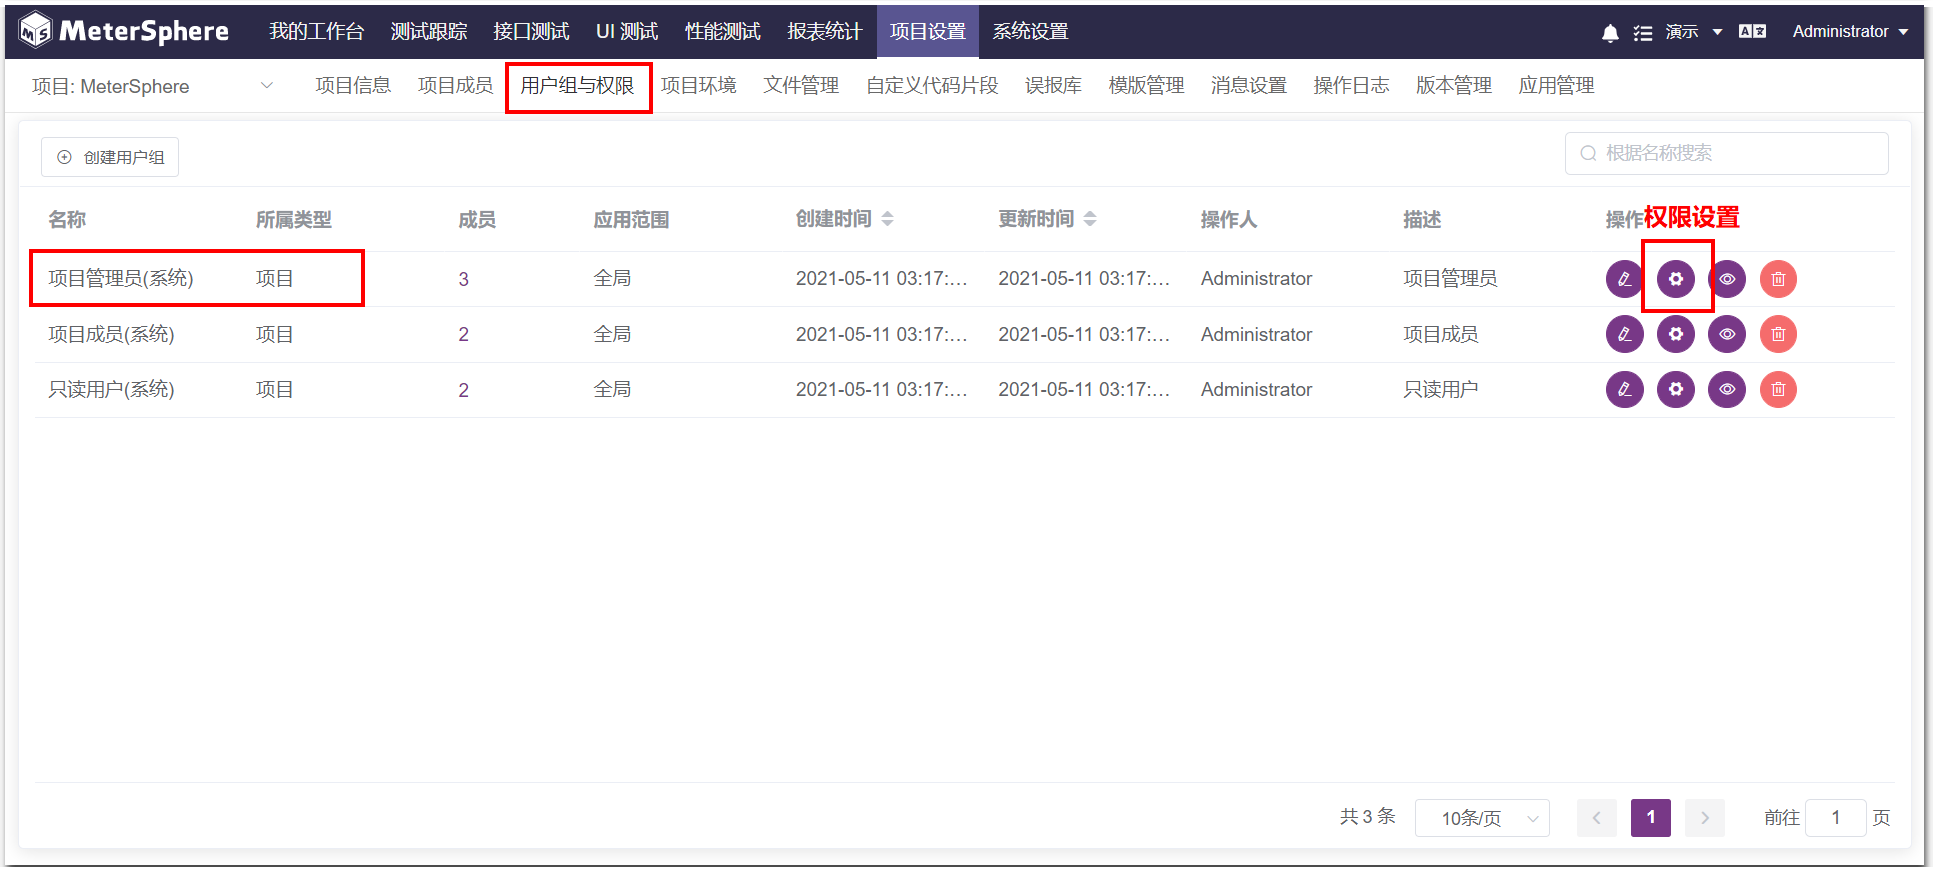 MeterSphere 我的工作台 测试跟踪 接口测试 UI 测试 性能测试 报表统计 项目设置 系统设置 演示 Administrator
项目: MeterSphere 项目信息 项目成员 用户组与权限 项目环境 文件管理 自定义代码片段 误报库 模版管理 消息设置 操作日志 版本管理 应用管理
创建用户组 根据名称搜索
名称 所属类型 成员 应用范围 创建时间 更新时间 操作人 描述 操作 权限设置
项目管理员(系统) 项目 3 全局 2021-05-11 03:17:... 2021-05-11 03:17:... Administrator 项目管理员
项目成员(系统) 项目 2 全局 2021-05-11 03:17:... 2021-05-11 03:17:... Administrator 项目成员
只读用户(系统) 项目 2 全局 2021-05-11 03:17:... 2021-05-11 03:17:... Administrator 只读用户
共 3 条 10条/页 1 前往 1 页